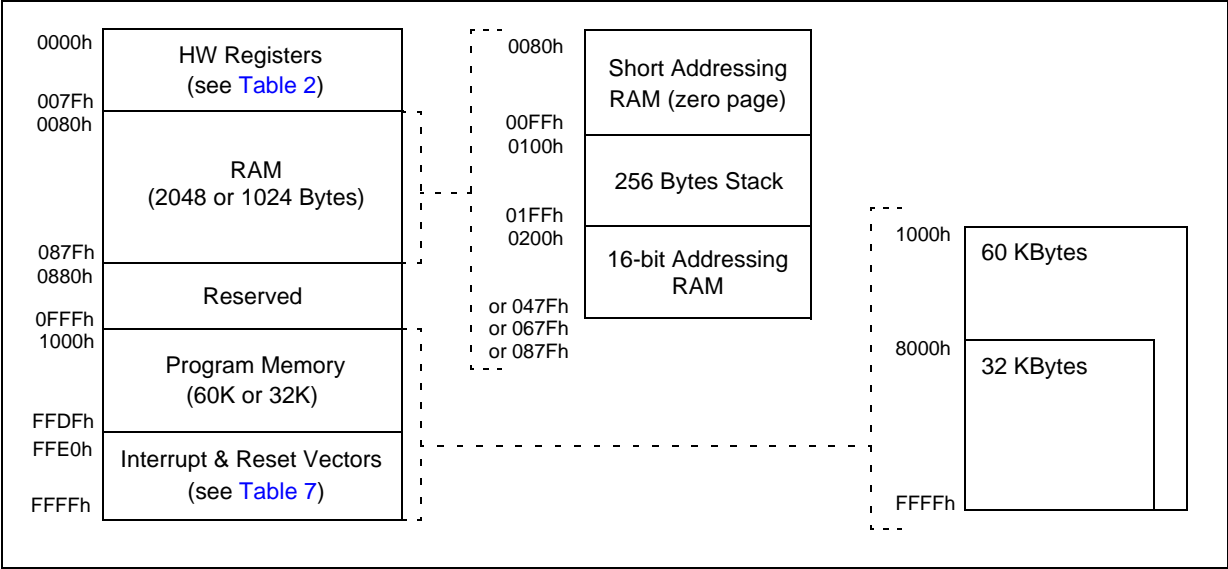 0000h
HW Registers
(see Table 2)
007Fh
0080h
RAM
(2048 or 1024 Bytes)
087Fh
0880h
Reserved
0FFFh
1000h
Program Memory
(60K or 32K)
FFDFh
FFE0h
Interrupt & Reset Vectors
(see Table 7)
FFFFh
0080h
Short Addressing
RAM (zero page)
00FFh
0100h
256 Bytes Stack
01FFh
0200h
16-bit Addressing
RAM
or 047Fh
or 067Fh
or 087Fh
1000h
60 KBytes
8000h
32 KBytes
FFFFh